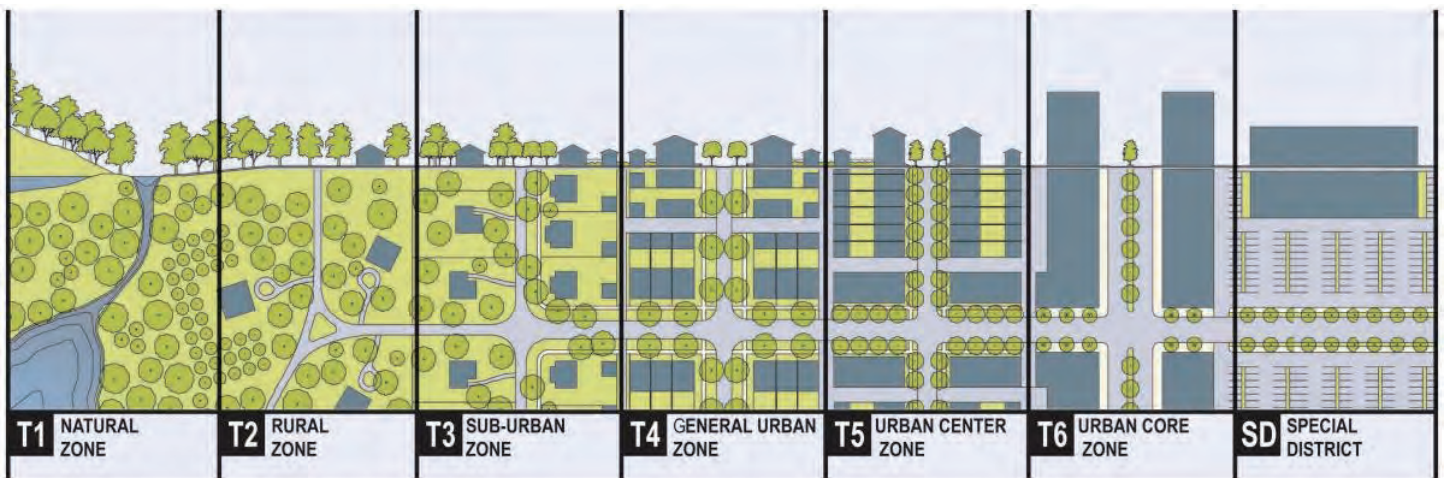 T1 NATURAL
ZONE
T2 RURAL
ZONE
T3 SUB-URBAN
ZONE
T4 GENERAL URBAN
ZONE
T5 URBAN CENTER
ZONE
T6 URBAN CORE
ZONE
SD SPECIAL
DISTRICT